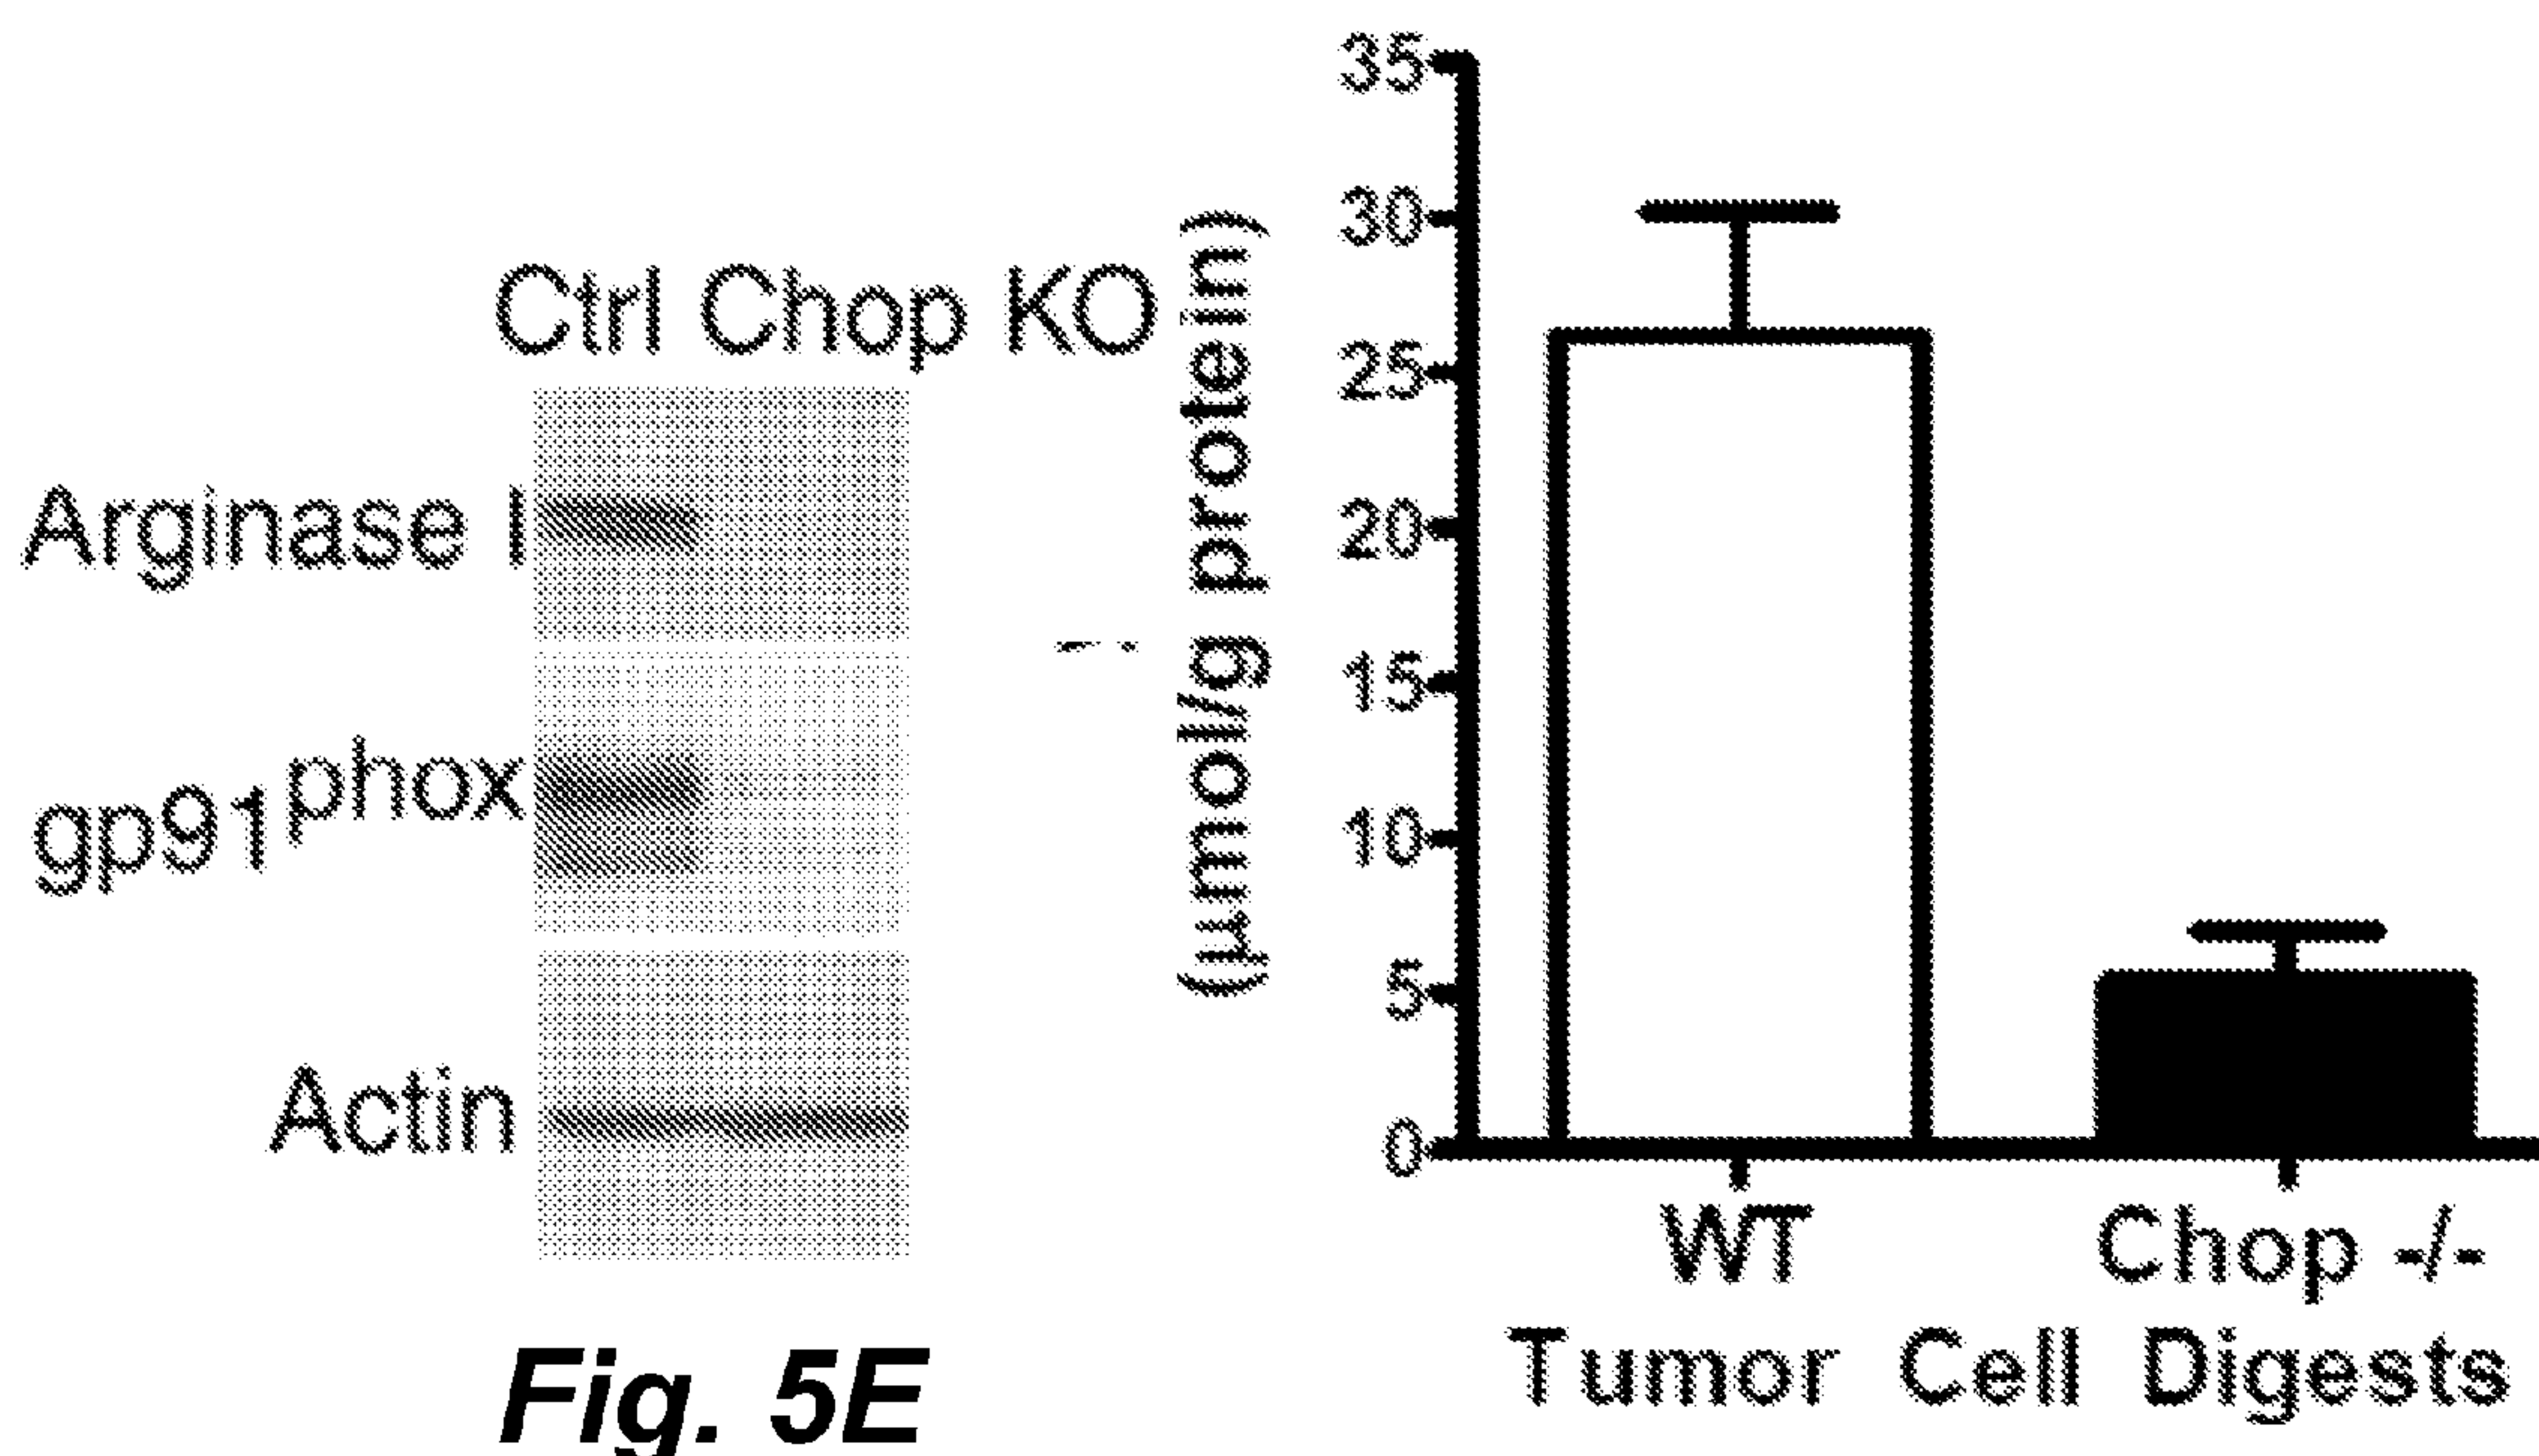 Ctrl Chop KO
Arginase I
gp91phox
Actin
Fig. 5E
(µmol/g protein)
35
30
25
20
15
10
5
0
WT Chop -/-
Tumor Cell Digests